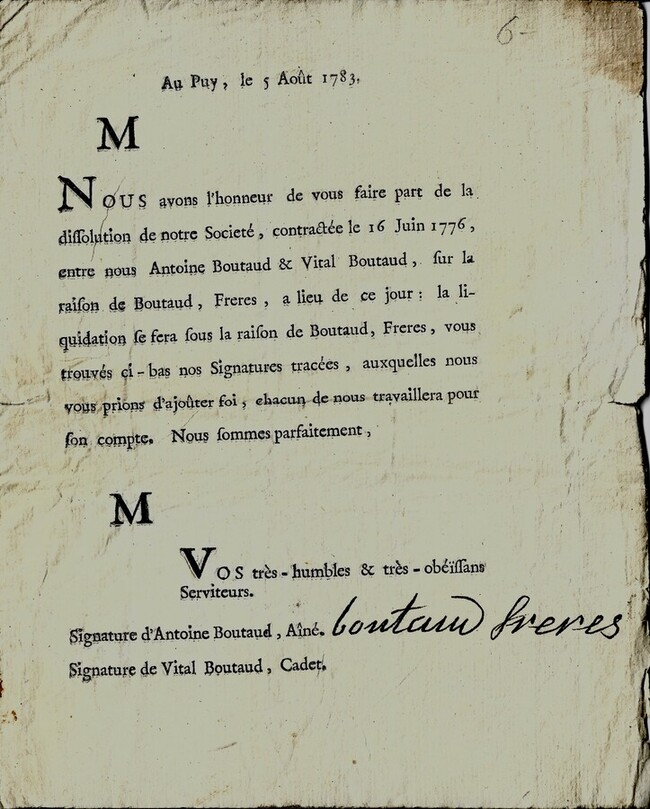 6-
Au Puy, le 5 Août 1783.
M
Nous avons l'honneur de vous faire part de la
diſſolution de notre Societé, contractée le 16 Juin 1776,
entre nous Antoine Boutaud & Vital Boutaud, ſur la
raiſon de Boutaud, Freres, a lieu de ce jour: la li-
quidation ſe fera ſous la raiſon de Boutaud, Freres, vous
trouvés çi-bas nos Signatures tracées, auxquelles nous
vous prions d'ajoûter foi, chacun de nous travaillera pour
ſon compte. Nous ſommes parfaitement,
M
Vos très-humbles & très-obéïſſans
Serviteurs.
Signature d'Antoine Boutaud, Aîné. boutaud freres
Signature de Vital Boutaud, Cadet.